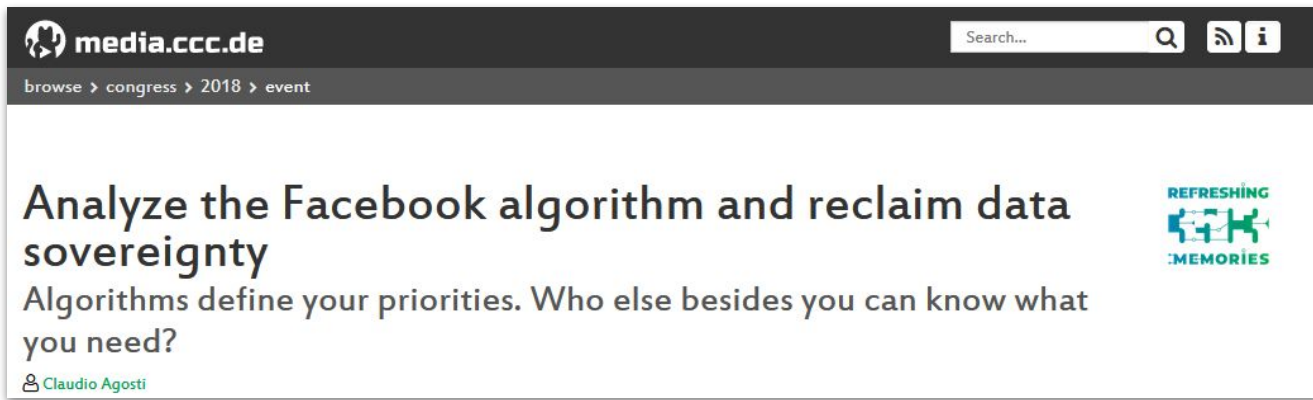 media.ccc.de
Search...
browse > congress > 2018 > event
Analyze the Facebook algorithm and reclaim data
sovereignty
REFRESHING
:MEMORIES
Algorithms define your priorities. Who else besides you can know what
you need?
Claudio Agosti